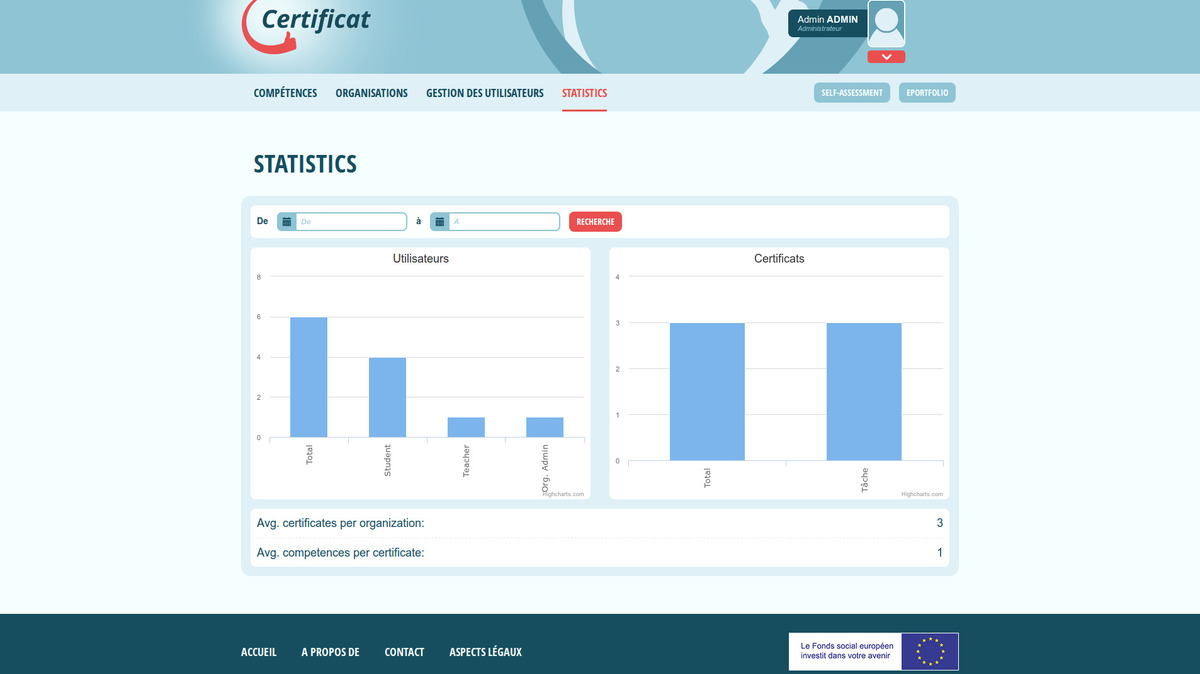 Certificat
Admin ADMIN
Administrateur
COMPÉTENCES ORGANISATIONS GESTION DES UTILISATEURS STATISTICS SELF-ASSESSMENT EPORTFOLIO
STATISTICS
De De à À RECHERCHE
Utilisateurs
8
6
4
2
0
Total Student Teacher Org. Admin
Highcharts.com
Certificats
4
3
2
1
0
Total Tâche
Highcharts.com
Avg. certificates per organization: 3
Avg. competences per certificate: 1
ACCUEIL A PROPOS DE CONTACT ASPECTS LÉGAUX
Le Fonds social européen
investit dans votre avenir